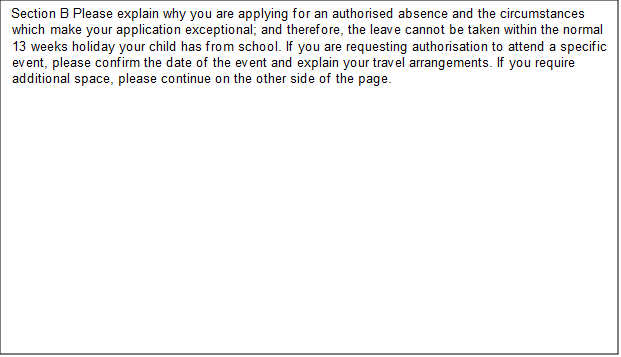 Section B Please explain why you are applying for an authorised absence and the circumstances
which make your application exceptional; and therefore, the leave cannot be taken within the normal
13 weeks holiday your child has from school. If you are requesting authorisation to attend a specific
event, please confirm the date of the event and explain your travel arrangements. If you require
additional space, please continue on the other side of the page.